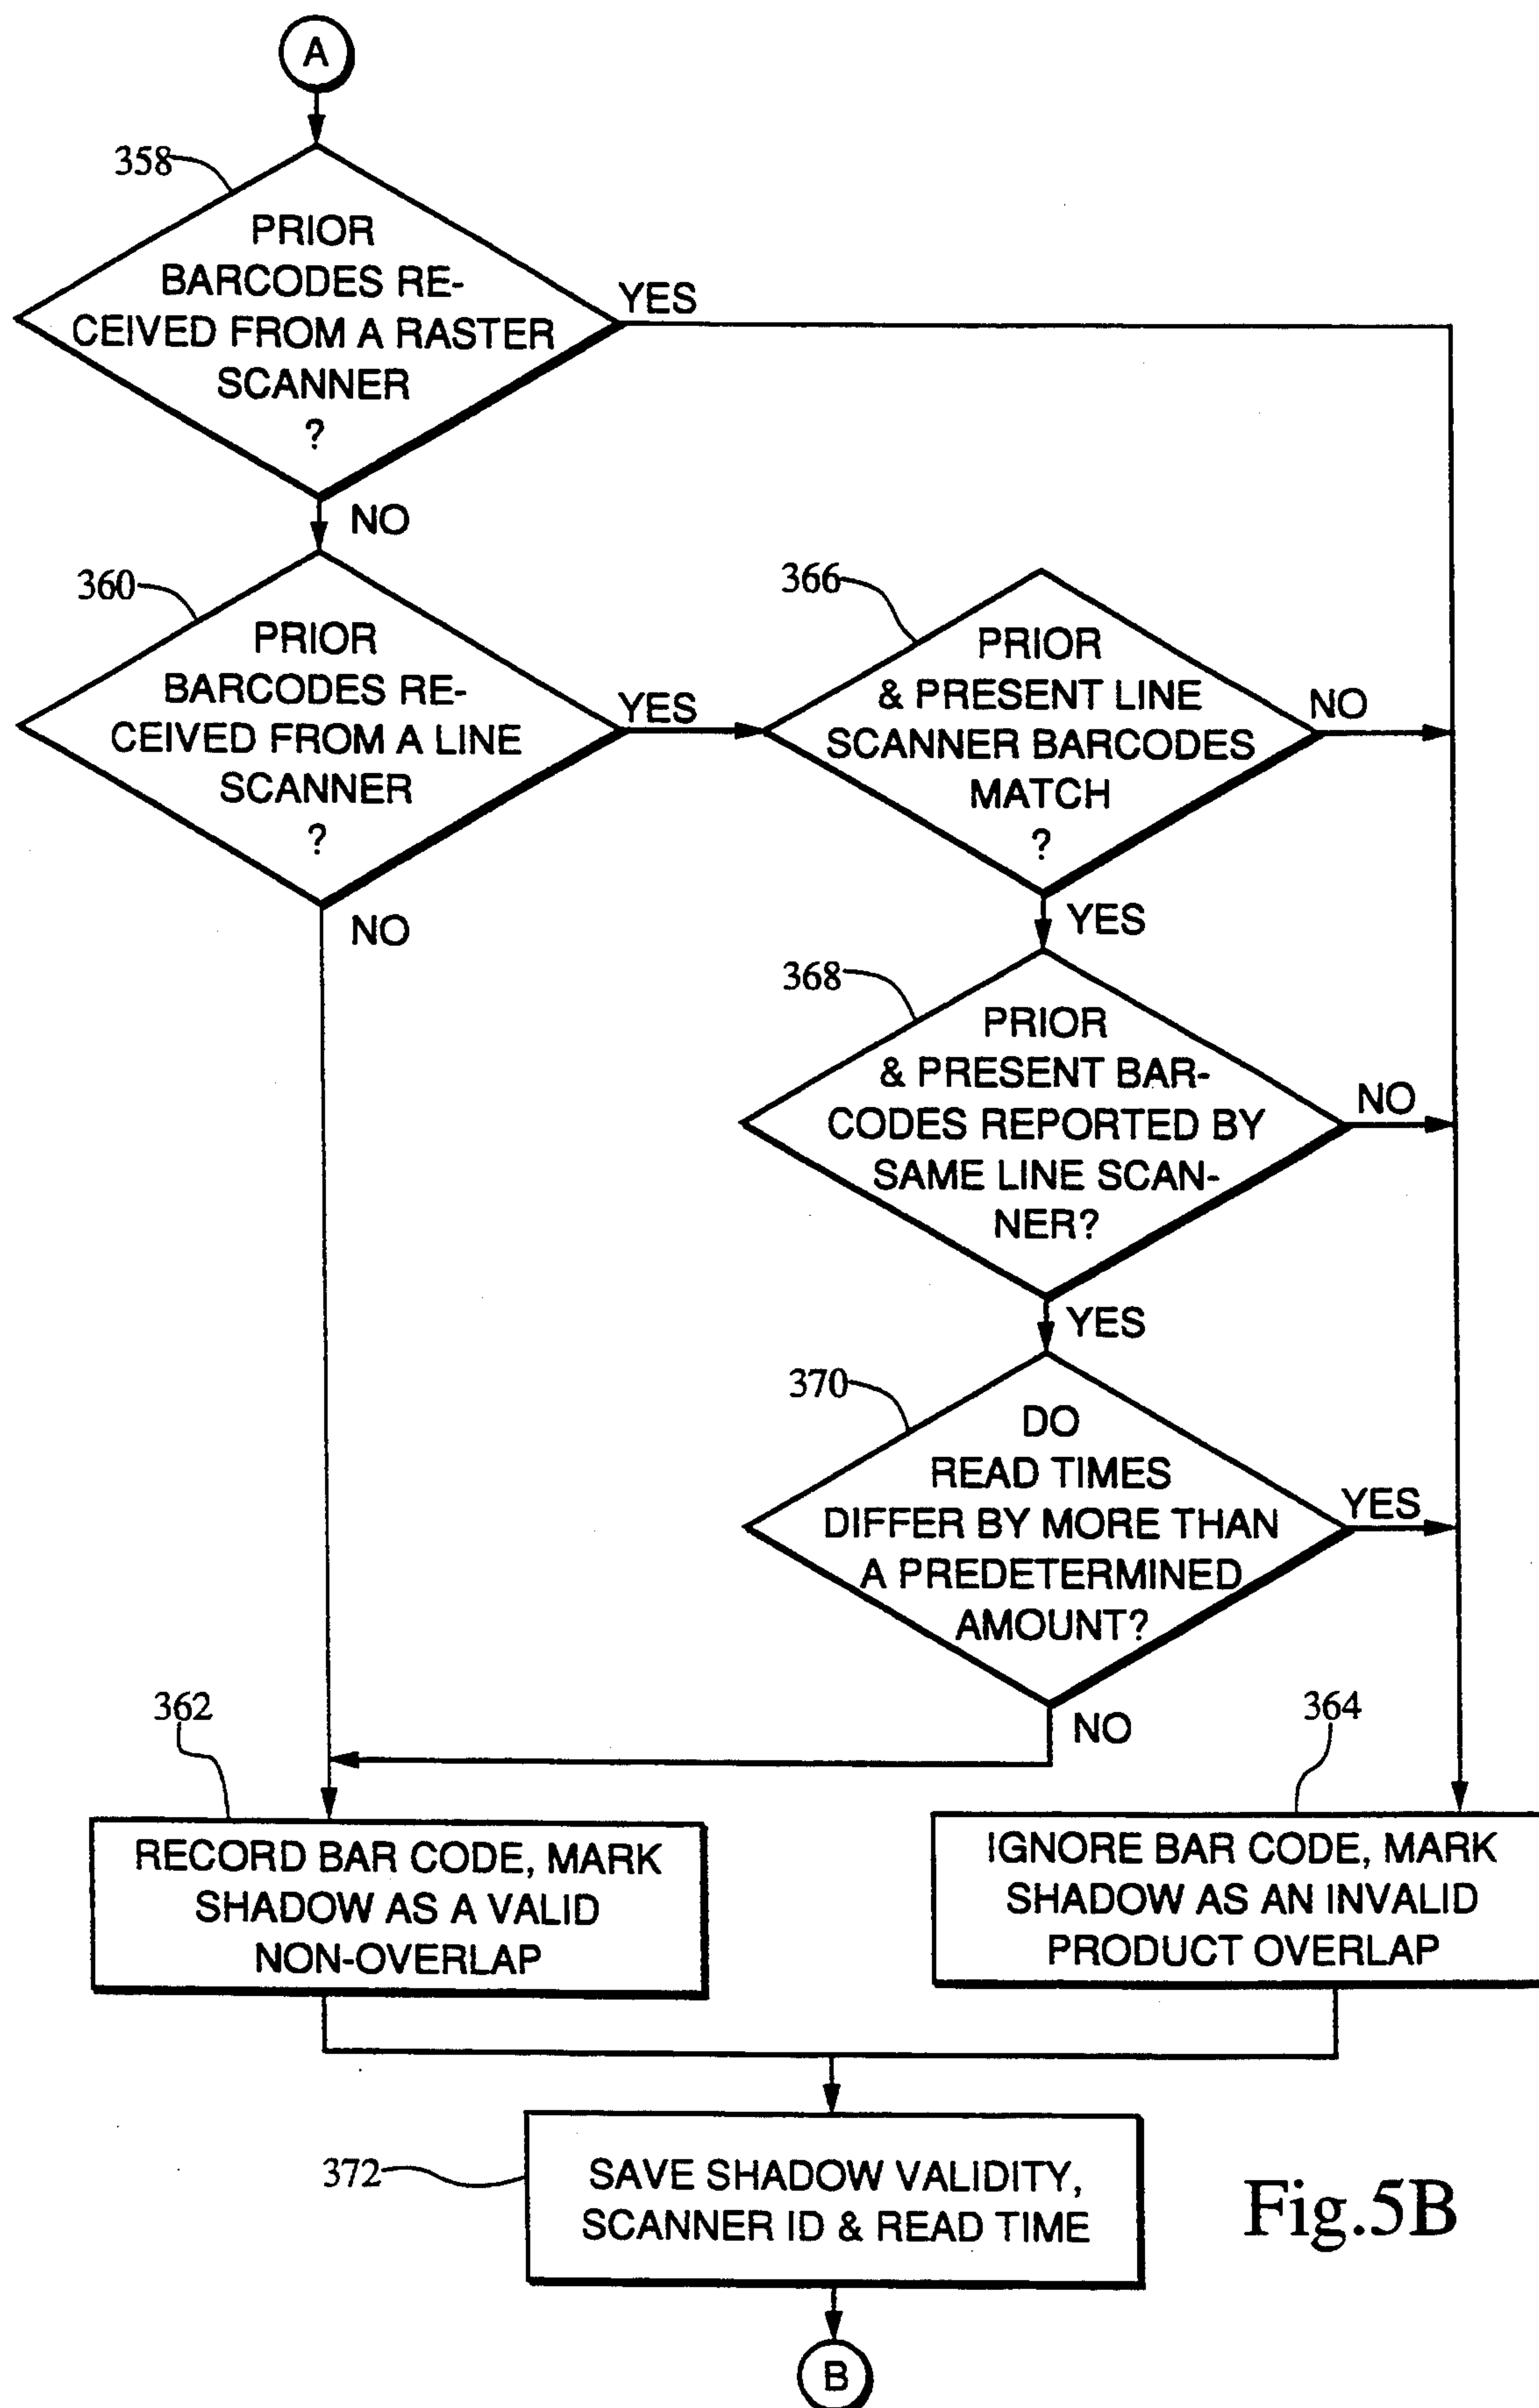 A
358
PRIOR
BARCODES RE-
CEIVED FROM A RASTER
SCANNER
?
YES
NO
360
PRIOR
BARCODES RE-
CEIVED FROM A LINE
SCANNER
?
YES
NO
366
PRIOR
& PRESENT LINE
SCANNER BARCODES
MATCH
?
NO
YES
368
PRIOR
& PRESENT BAR-
CODES REPORTED BY
SAME LINE SCAN-
NER?
NO
YES
370
DO
READ TIMES
DIFFER BY MORE THAN
A PREDETERMINED
AMOUNT?
YES
NO
362
RECORD BAR CODE, MARK
SHADOW AS A VALID
NON-OVERLAP
364
IGNORE BAR CODE, MARK
SHADOW AS AN INVALID
PRODUCT OVERLAP
372
SAVE SHADOW VALIDITY,
SCANNER ID & READ TIME
B
Fig.5B